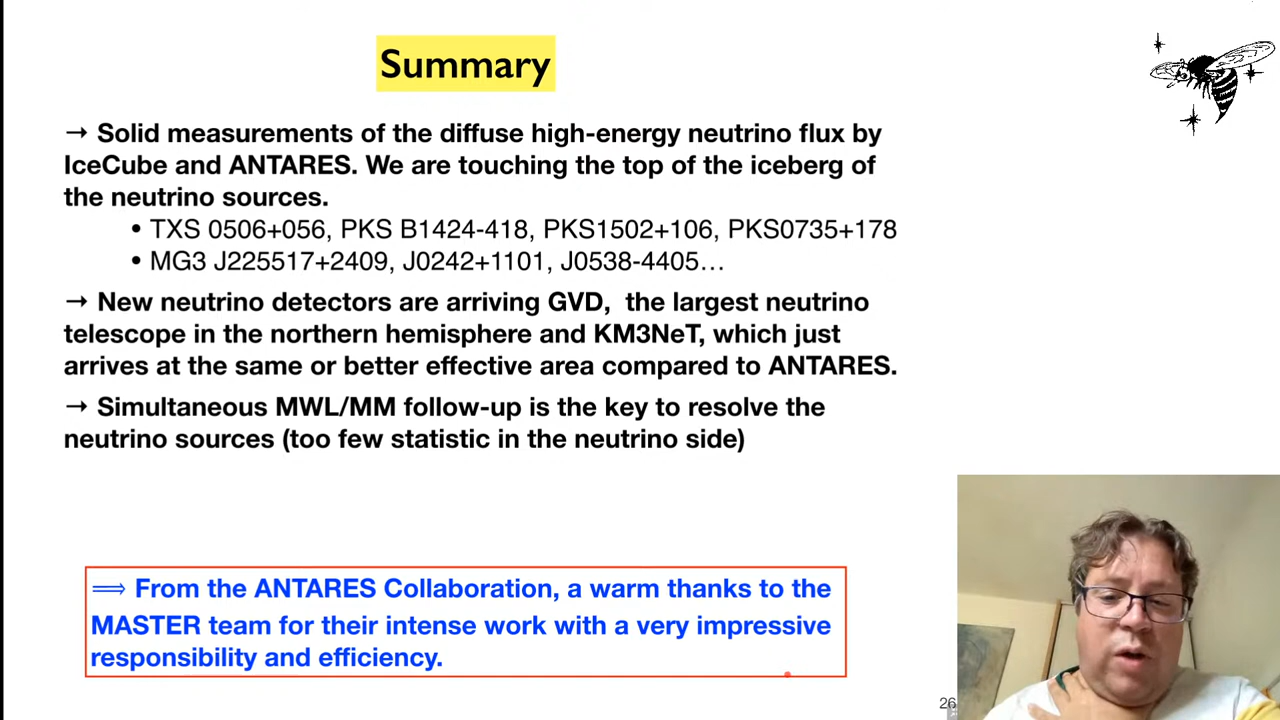 Summary
→ Solid measurements of the diffuse high-energy neutrino flux by
IceCube and ANTARES. We are touching the top of the iceberg of
the neutrino sources.
• TXS 0506+056, PKS B1424-418, PKS1502+106, PKS0735+178
• MG3 J225517+2409, J0242+1101, J0538-4405…
→ New neutrino detectors are arriving GVD, the largest neutrino
telescope in the northern hemisphere and KM3NeT, which just
arrives at the same or better effective area compared to ANTARES.
→ Simultaneous MWL/MM follow-up is the key to resolve the
neutrino sources (too few statistic in the neutrino side)
⟹ From the ANTARES Collaboration, a warm thanks to the
MASTER team for their intense work with a very impressive
responsibility and efficiency.
26